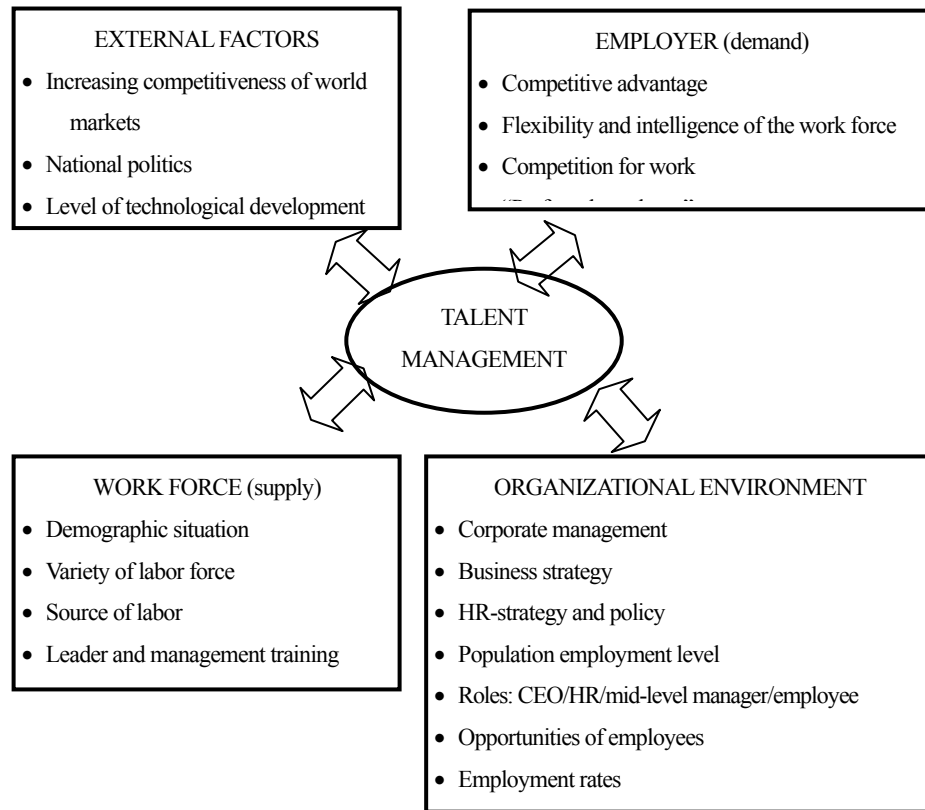 EXTERNAL FACTORS
• Increasing competitiveness of world
markets
• National politics
• Level of technological development
EMPLOYER (demand)
• Competitive advantage
• Flexibility and intelligence of the work force
• Competition for work
TALENT
MANAGEMENT
WORK FORCE (supply)
• Demographic situation
• Variety of labor force
• Source of labor
• Leader and management training
ORGANIZATIONAL ENVIRONMENT
• Corporate management
• Business strategy
• HR-strategy and policy
• Population employment level
• Roles: CEO/HR/mid-level manager/employee
• Opportunities of employees
• Employment rates